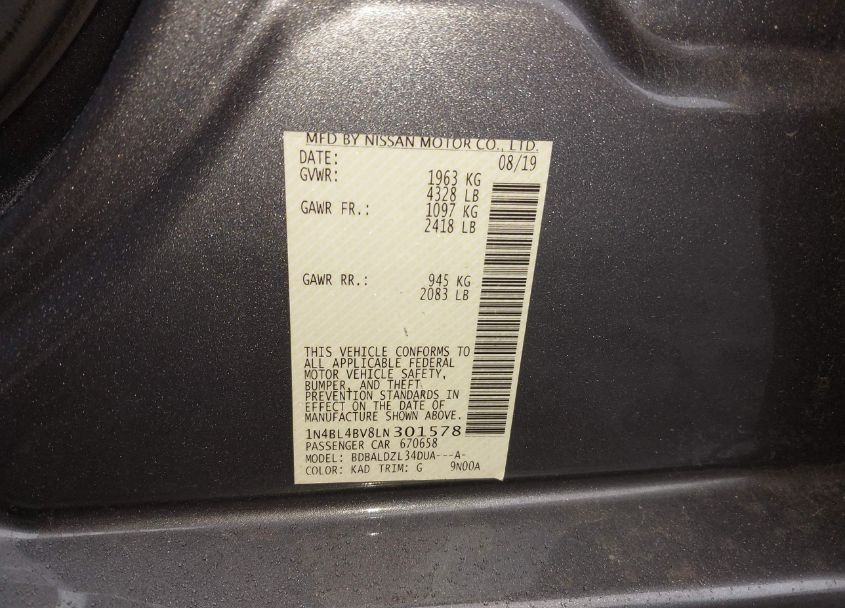 MFD BY NISSAN MOTOR CO., LTD.
DATE: 08/19
GVWR: 1963 KG
4328 LB
GAWR FR.: 1097 KG
2418 LB
GAWR RR.: 945 KG
2083 LB
THIS VEHICLE CONFORMS TO
ALL APPLICABLE FEDERAL
MOTOR VEHICLE SAFETY,
BUMPER, AND THEFT
PREVENTION STANDARDS IN
EFFECT ON THE DATE OF
MANUFACTURE SHOWN ABOVE.
1N4BL4BV8LN301578
PASSENGER CAR 670658
MODEL: BDBALDZL34DUA---A-
COLOR: KAD TRIM: G 9N00A